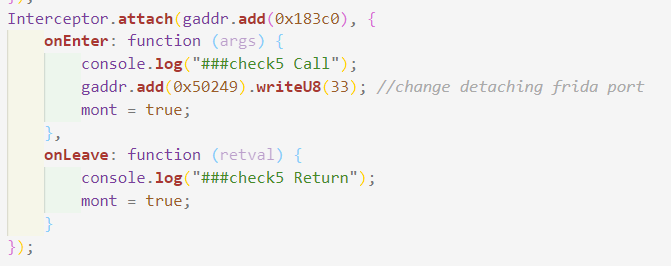 });
Interceptor.attach(gaddr.add(0x183c0), {
    onEnter: function (args) {
        console.log("###check5 Call");
        gaddr.add(0x50249).writeU8(33); //change detaching frida port
        mont = true;
    },
    onLeave: function (retval) {
        console.log("###check5 Return");
        mont = true;
    }
});